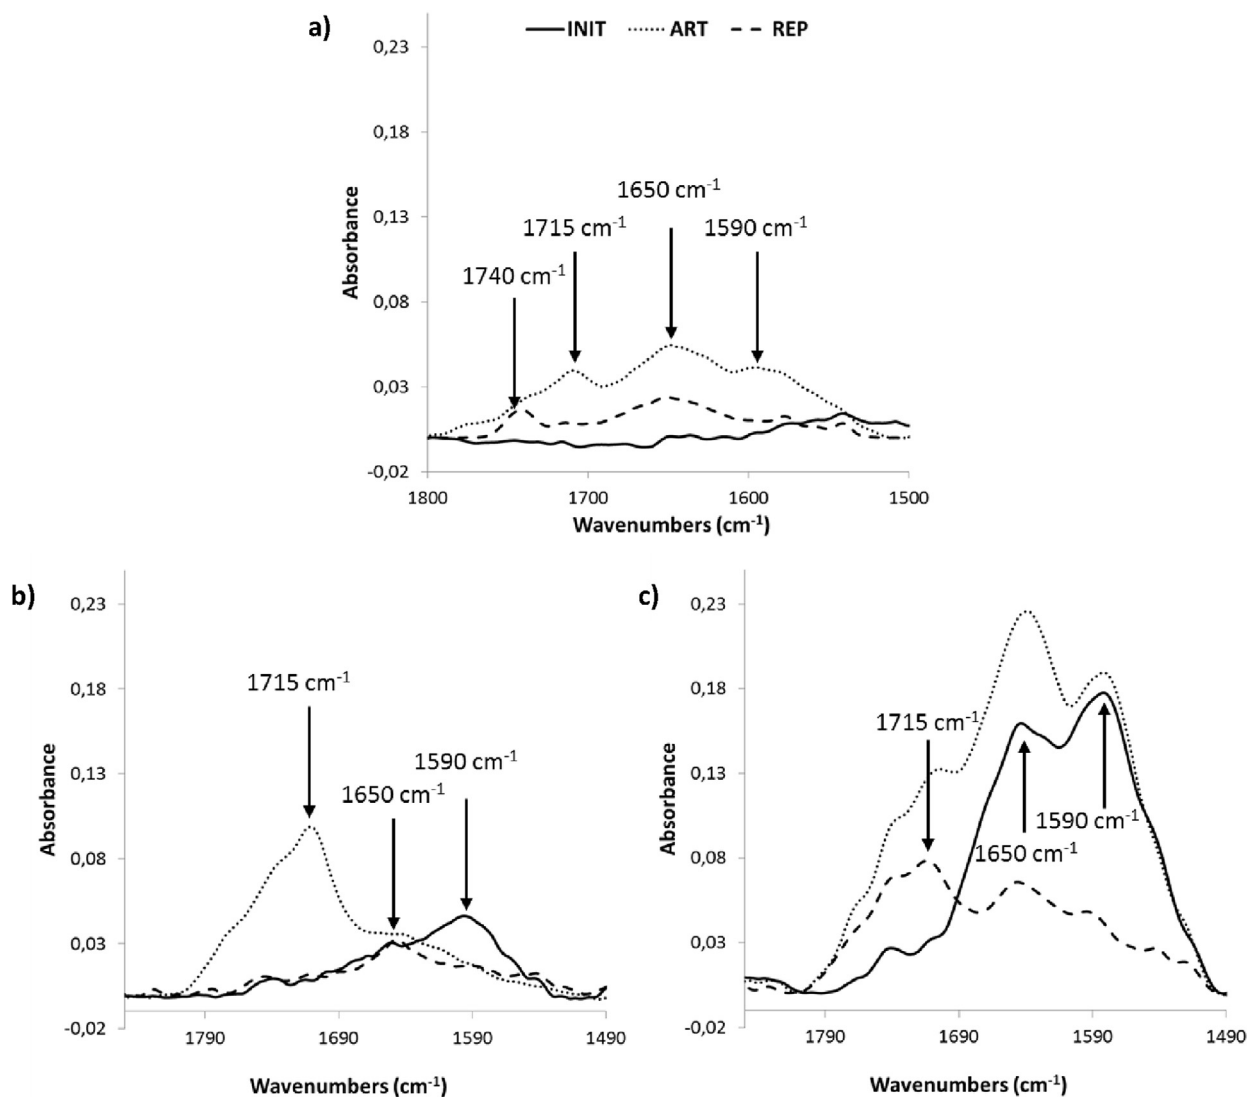 a)
INIT ART REP
0,23
0,18
0,13
0,08
0,03
-0,02
Absorbance
1650 cm-1
1715 cm-1
1590 cm-1
1740 cm-1
1800 1700 1600 1500
Wavenumbers (cm-1)
b)
0,23
0,18
0,13
0,08
0,03
-0,02
Absorbance
1715 cm-1
1590 cm-1
1650 cm-1
1790 1690 1590 1490
Wavenumbers (cm-1)
c)
0,23
0,18
0,13
0,08
0,03
-0,02
Absorbance
1715 cm-1
1590 cm-1
1650 cm-1
1790 1690 1590 1490
Wavenumbers (cm-1)